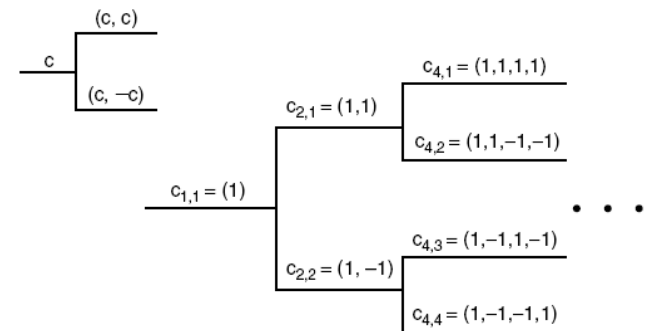 (c, c)
c
(c, −c)
c4,1 = (1,1,1,1)
c2,1 = (1,1)
c4,2 = (1,1,−1,−1)
c1,1 = (1)
c4,3 = (1,−1,1,−1)
c2,2 = (1, −1)
c4,4 = (1,−1,−1,1)